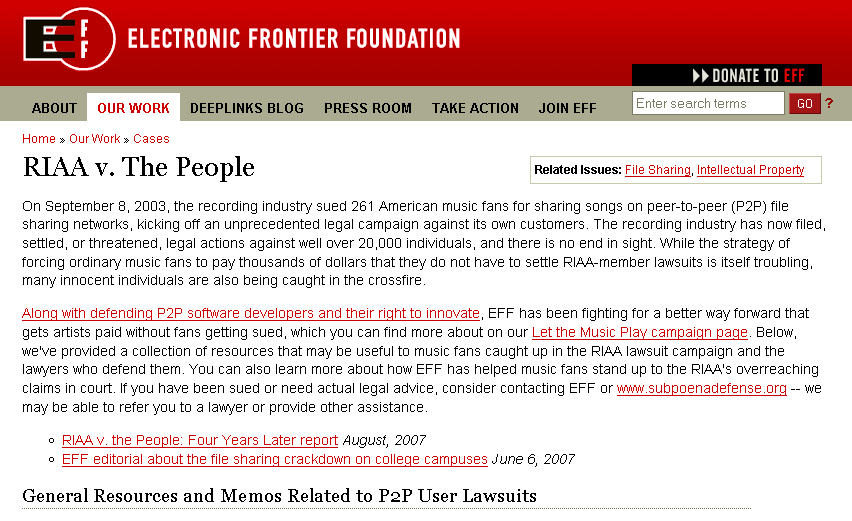 EFF ELECTRONIC FRONTIER FOUNDATION
DONATE TO EFF
ABOUT OUR WORK DEEPLINKS BLOG PRESS ROOM TAKE ACTION JOIN EFF Enter search terms GO ?
Home » Our Work » Cases
RIAA v. The People
Related Issues: File Sharing, Intellectual Property
On September 8, 2003, the recording industry sued 261 American music fans for sharing songs on peer-to-peer (P2P) file
sharing networks, kicking off an unprecedented legal campaign against its own customers. The recording industry has now filed,
settled, or threatened, legal actions against well over 20,000 individuals, and there is no end in sight. While the strategy of
forcing ordinary music fans to pay thousands of dollars that they do not have to settle RIAA-member lawsuits is itself troubling,
many innocent individuals are also being caught in the crossfire.
Along with defending P2P software developers and their right to innovate, EFF has been fighting for a better way forward that
gets artists paid without fans getting sued, which you can find more about on our Let the Music Play campaign page. Below,
we've provided a collection of resources that may be useful to music fans caught up in the RIAA lawsuit campaign and the
lawyers who defend them. You can also learn more about how EFF has helped music fans stand up to the RIAA's overreaching
claims in court. If you have been sued or need actual legal advice, consider contacting EFF or www.subpoenadefense.org -- we
may be able to refer you to a lawyer or provide other assistance.
RIAA v. the People: Four Years Later report August, 2007
EFF editorial about the file sharing crackdown on college campuses June 6, 2007
General Resources and Memos Related to P2P User Lawsuits